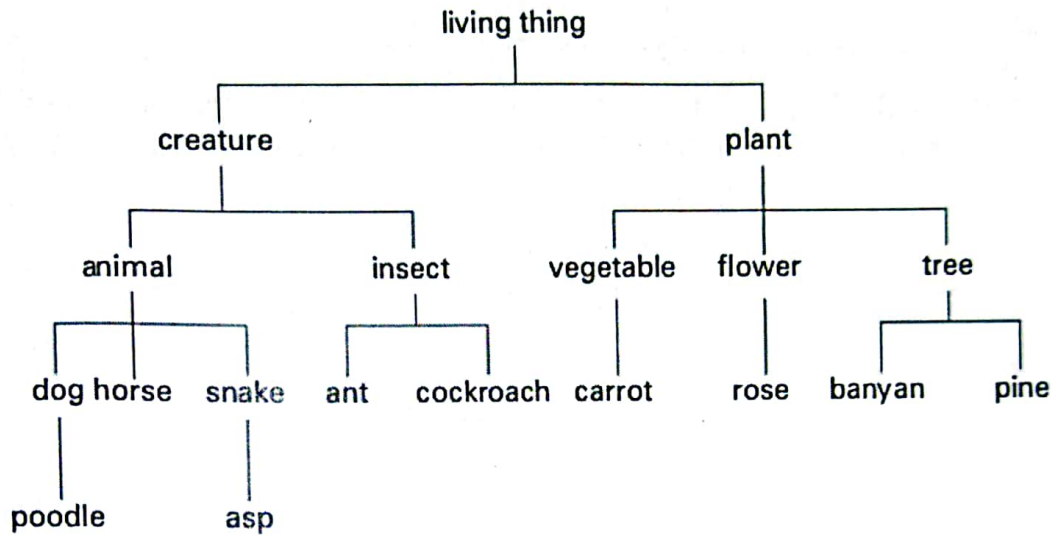 living thing
creature plant
animal insect vegetable flower tree
dog horse snake ant cockroach carrot rose banyan pine
poodle asp